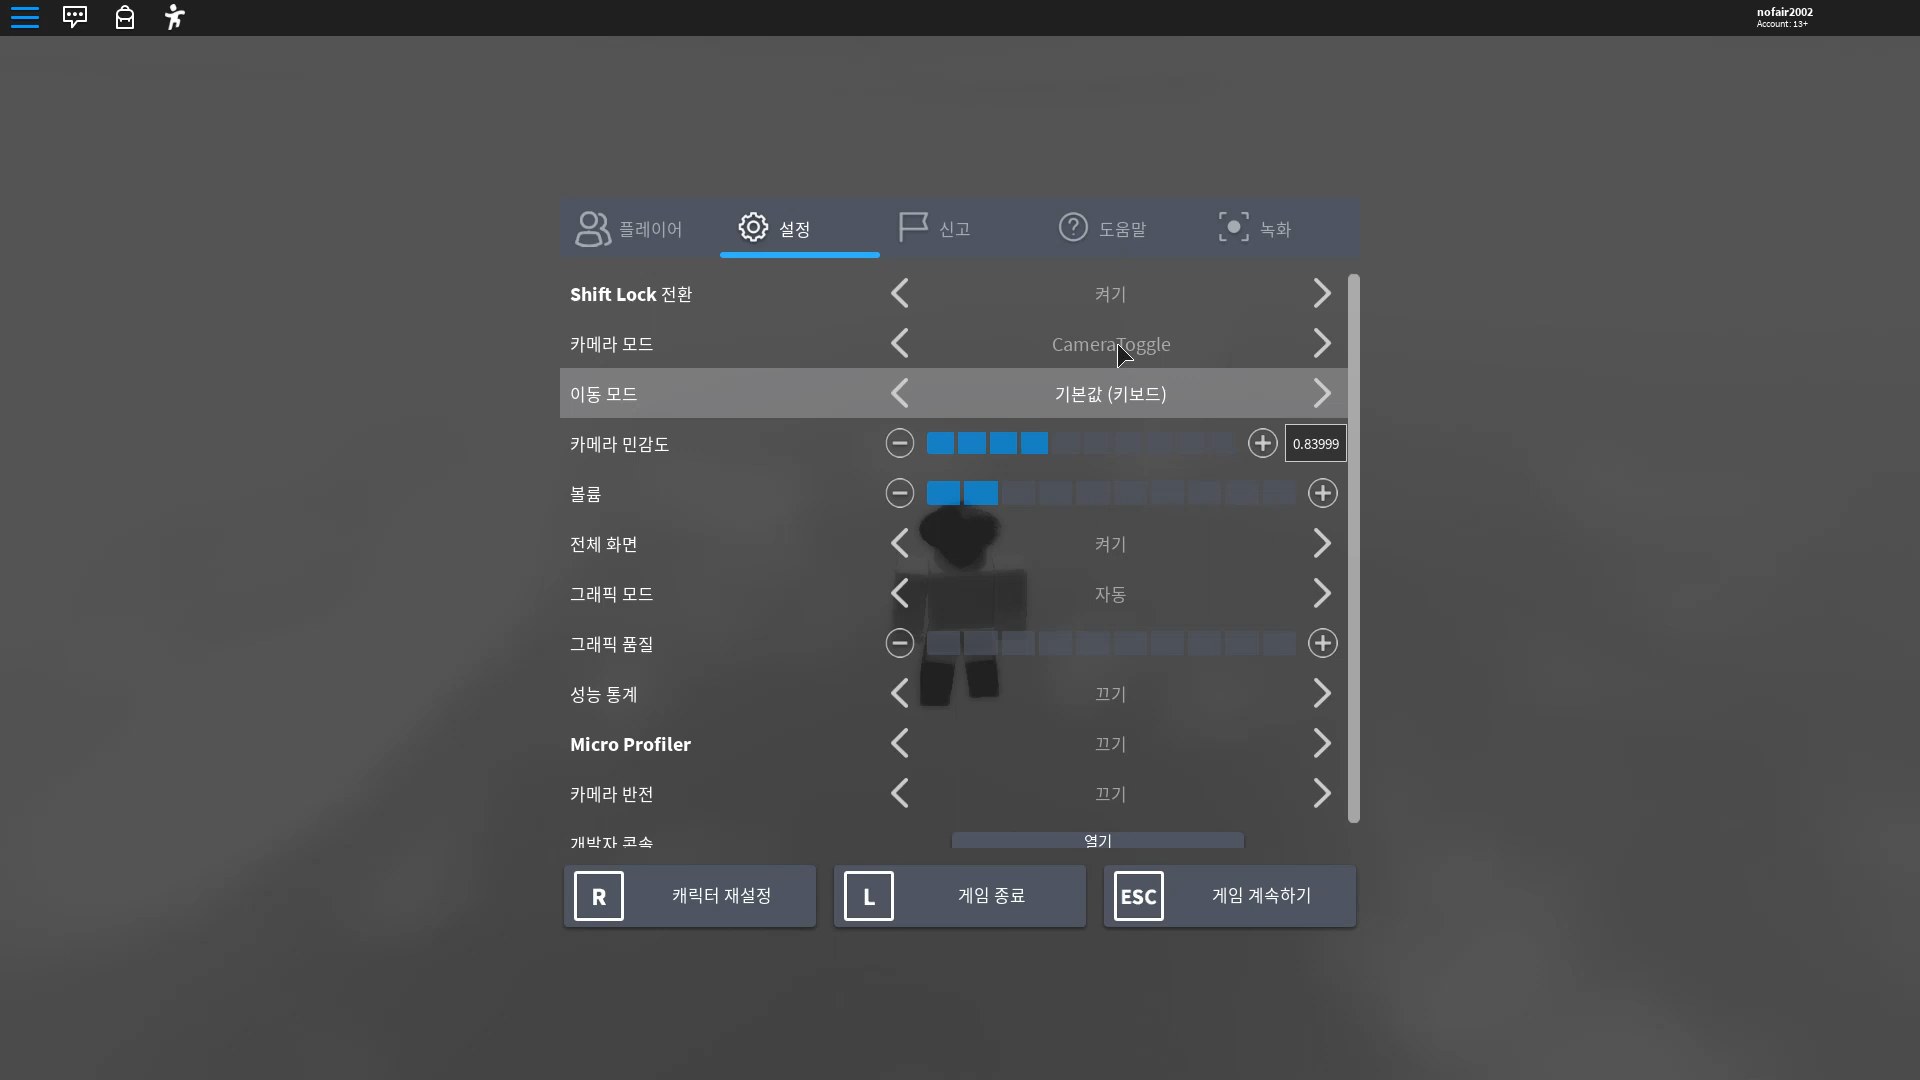 nofair2002
Account: 13+
플레이어
설정
신고
도움말
녹화
Shift Lock 전환
켜기
카메라 모드
CameraToggle
이동 모드
기본값 (키보드)
카메라 민감도
0.83999
볼륨
전체 화면
켜기
그래픽 모드
자동
그래픽 품질
성능 통계
끄기
Micro Profiler
끄기
카메라 반전
끄기
개발자 콘솔
열기
R
캐릭터 재설정
L
게임 종료
ESC
게임 계속하기